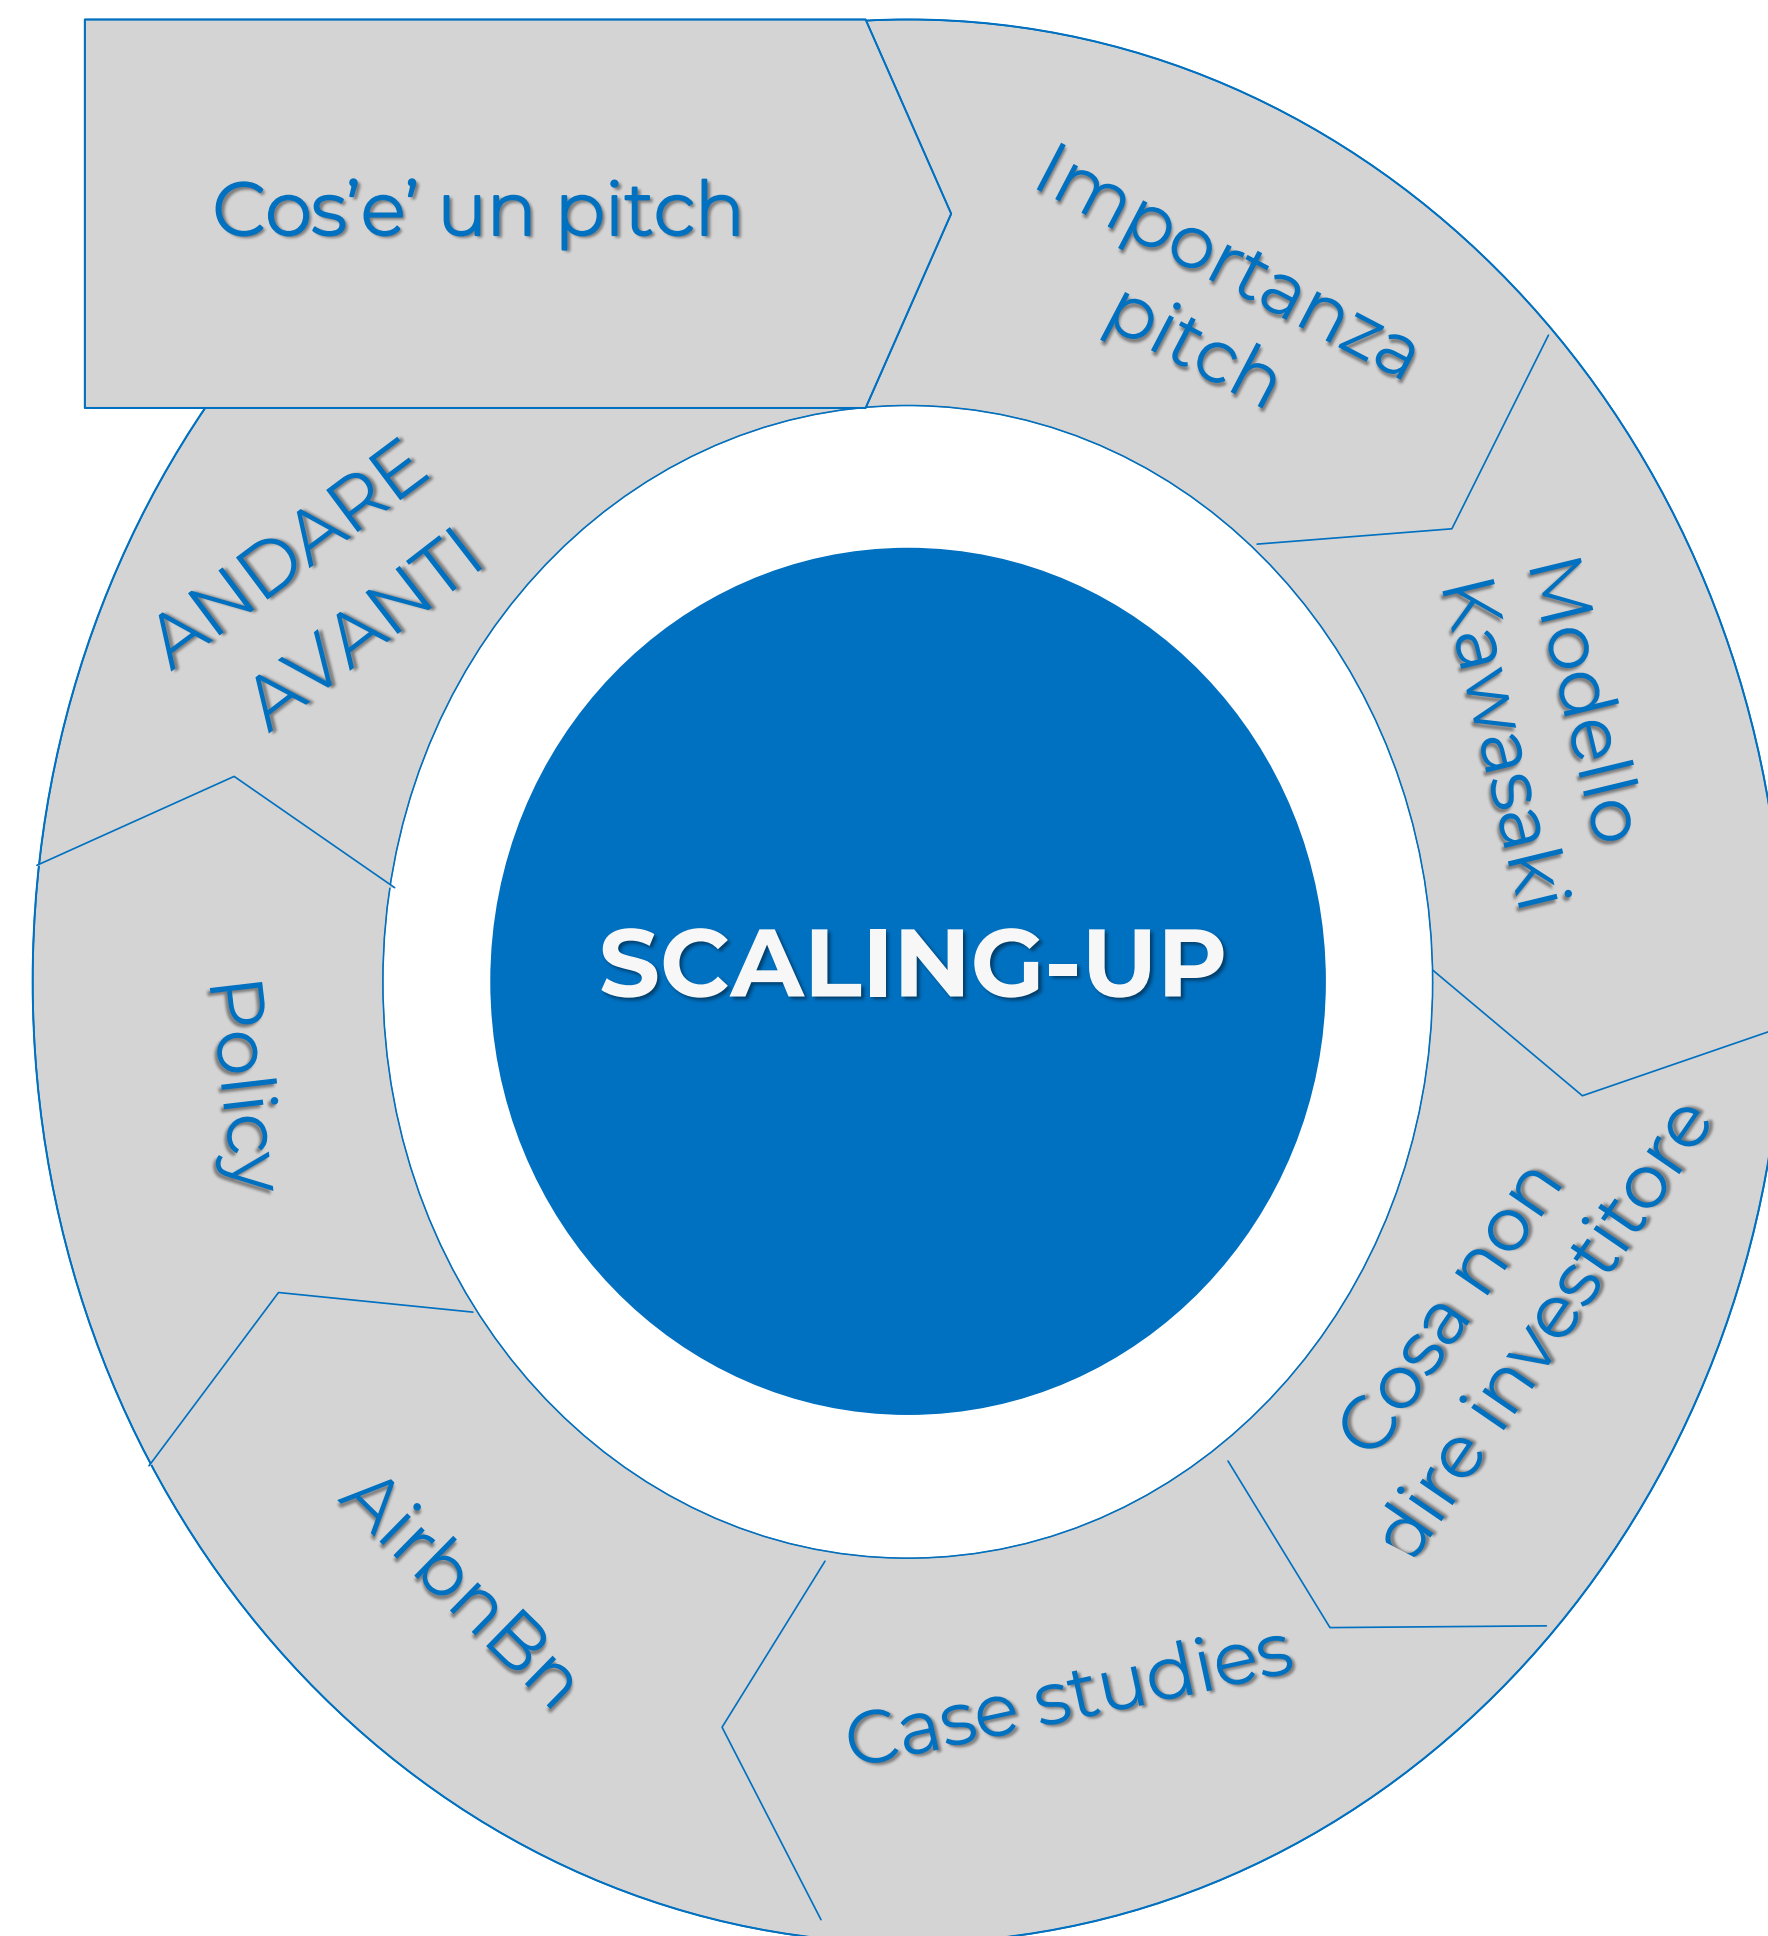 Cos'e' un pitch
Importanza
pitch
Modello
Kawasaki
Cosa non
dire investitore
Case studies
AirbnBn
Policy
ANDARE
AVANTI
SCALING-UP